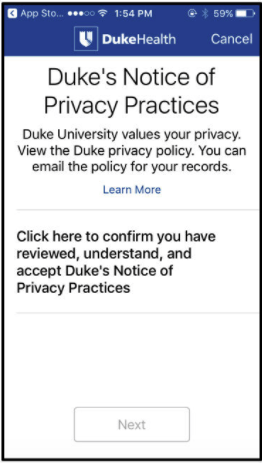 App Sto... 1:54 PM 59%
DukeHealth Cancel
Duke's Notice of
Privacy Practices
Duke University values your privacy.
View the Duke privacy policy. You can
email the policy for your records.
Learn More
Click here to confirm you have
reviewed, understand, and
accept Duke's Notice of
Privacy Practices
Next